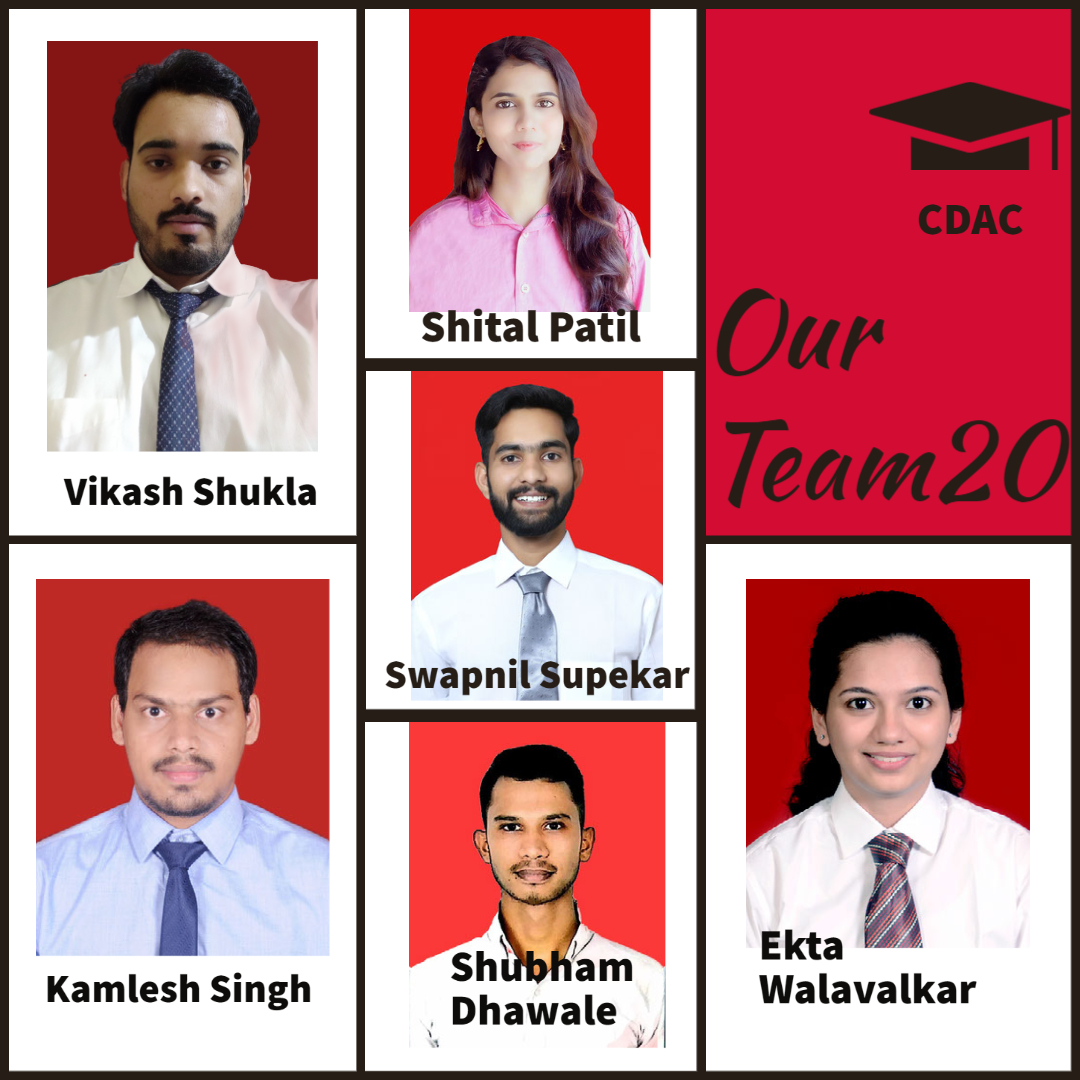 CDAC
Our
Team20
Vikash Shukla
Shital Patil
Swapnil Supekar
Kamlesh Singh
Shubham
Dhawale
Ekta
Walavalkar